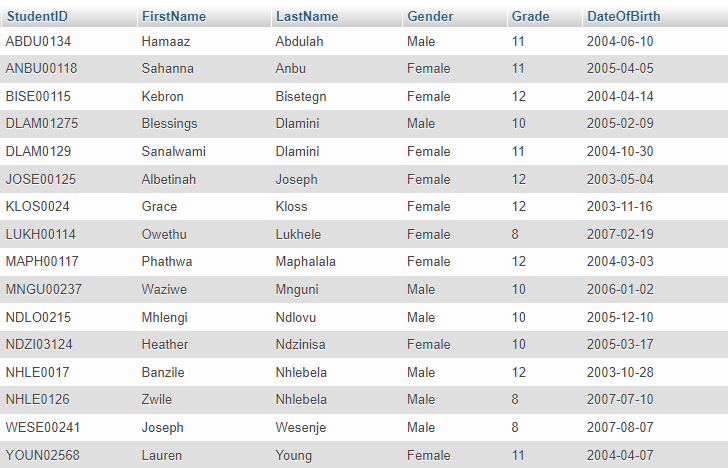 StudentID FirstName LastName Gender Grade DateOfBirth
ABDU0134 Hamaaz Abdulah Male 11 2004-06-10
ANBU00118 Sahanna Anbu Female 11 2005-04-05
BISE00115 Kebron Bisetegn Female 12 2004-04-14
DLAM01275 Blessings Dlamini Male 10 2005-02-09
DLAM0129 Sanalwami Dlamini Female 11 2004-10-30
JOSE00125 Albetinah Joseph Female 12 2003-05-04
KLOS0024 Grace Kloss Female 12 2003-11-16
LUKH00114 Owethu Lukhele Female 8 2007-02-19
MAPH00117 Phathwa Maphalala Female 12 2004-03-03
MNGU00237 Waziwe Mnguni Male 10 2006-01-02
NDLO0215 Mhlengi Ndlovu Male 10 2005-12-10
NDZI03124 Heather Ndzinisa Female 10 2005-03-17
NHLE0017 Banzile Nhlebela Male 12 2003-10-28
NHLE0126 Zwile Nhlebela Male 8 2007-07-10
WESE00241 Joseph Wesenje Male 8 2007-08-07
YOUN02568 Lauren Young Female 11 2004-04-07